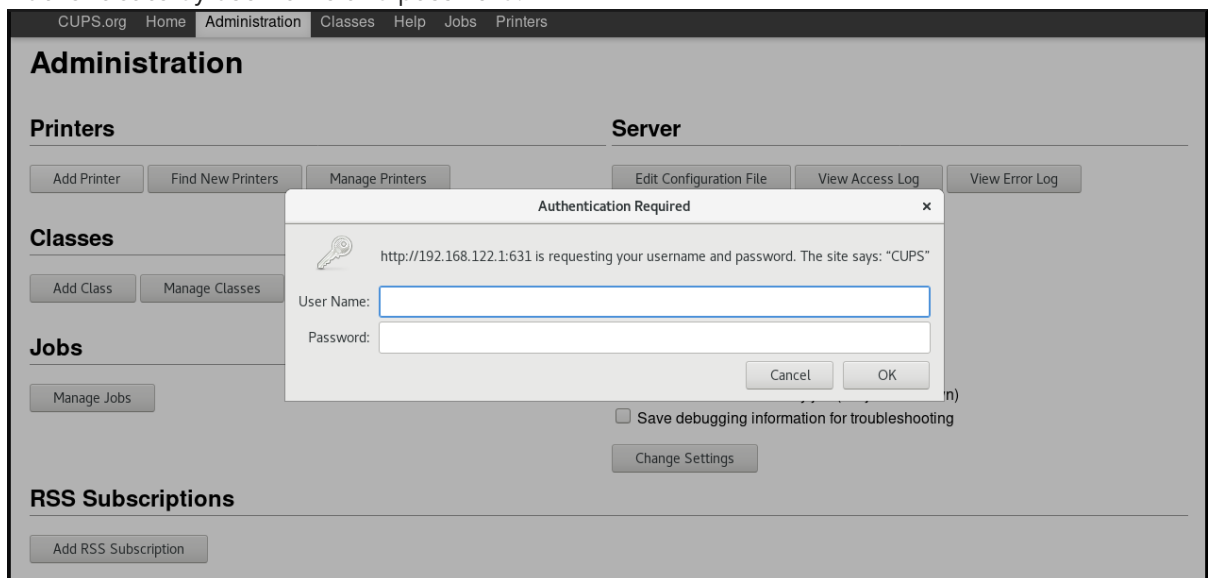 CUPS.org Home Administration Classes Help Jobs Printers
Administration
Printers
Add Printer Find New Printers Manage Printers
Server
Edit Configuration File View Access Log View Error Log
Authentication Required ×
http://192.168.122.1:631 is requesting your username and password. The site says: “CUPS”
User Name:
Password:
Cancel OK
Classes
Add Class Manage Classes
Jobs
Manage Jobs
Save debugging information for troubleshooting
Change Settings
RSS Subscriptions
Add RSS Subscription